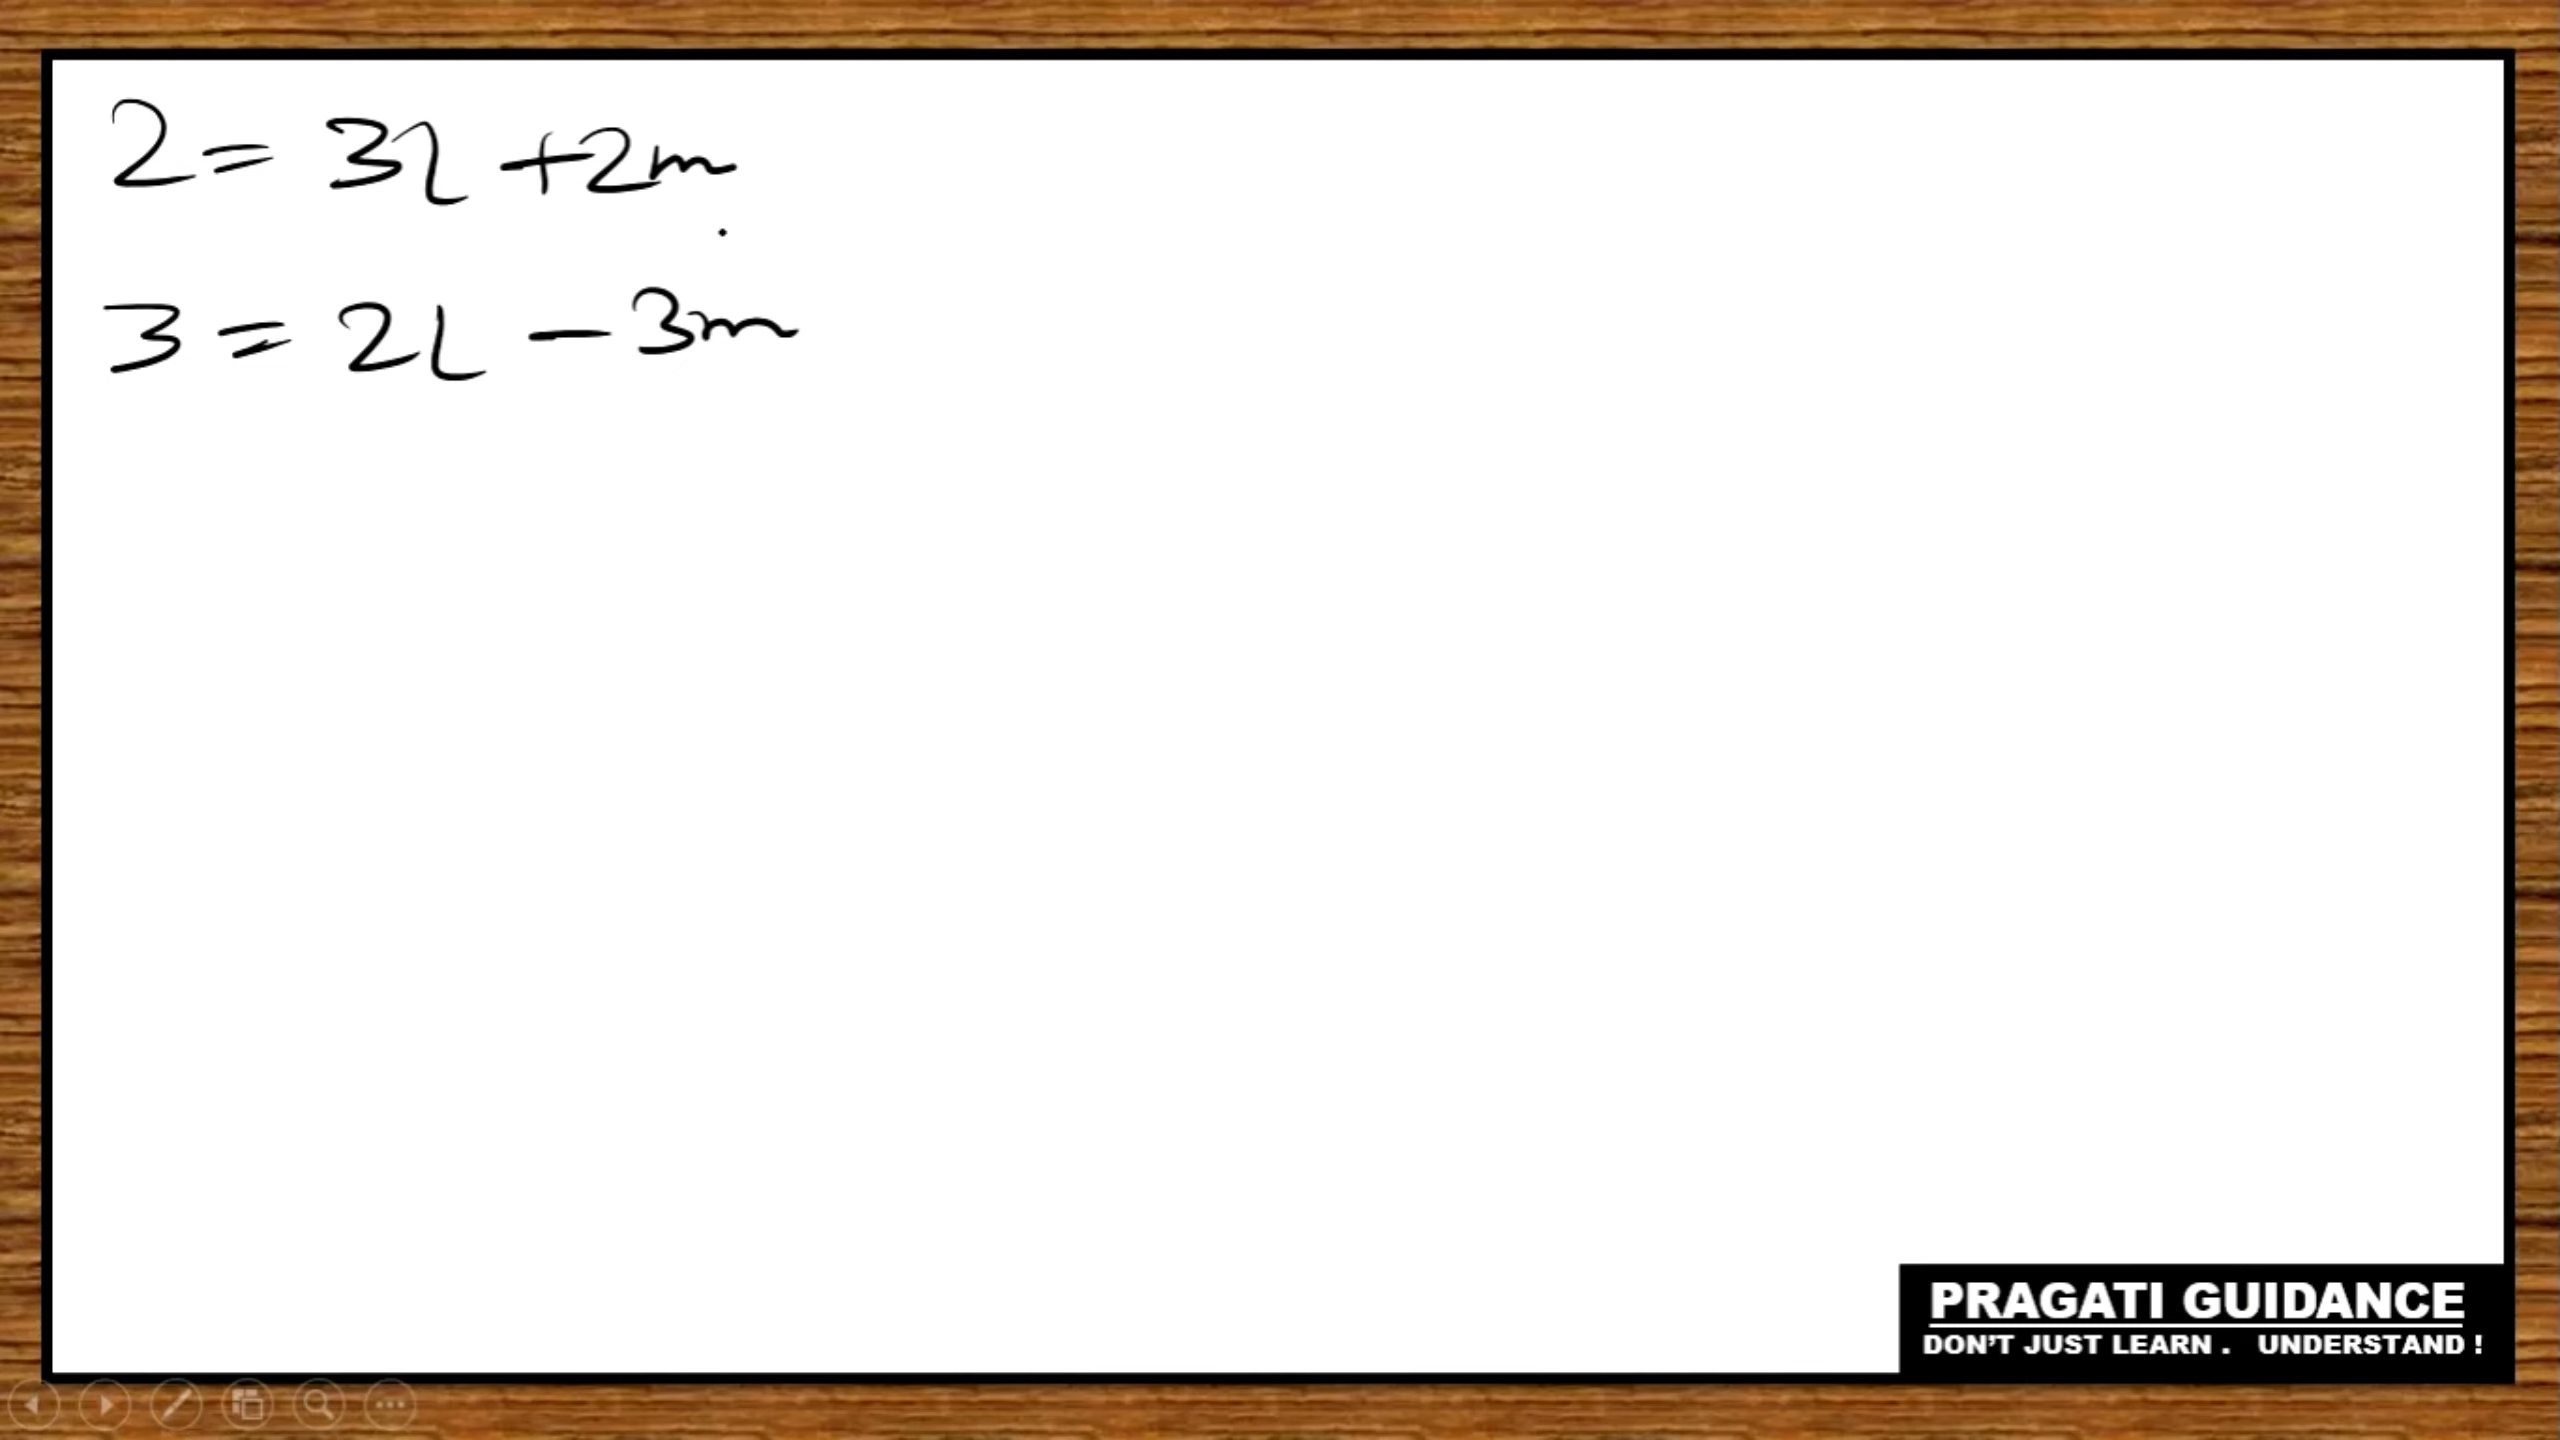 2 = 3l + 2m
3 = 2l - 3m
PRAGATI GUIDANCE
DON'T JUST LEARN . UNDERSTAND !